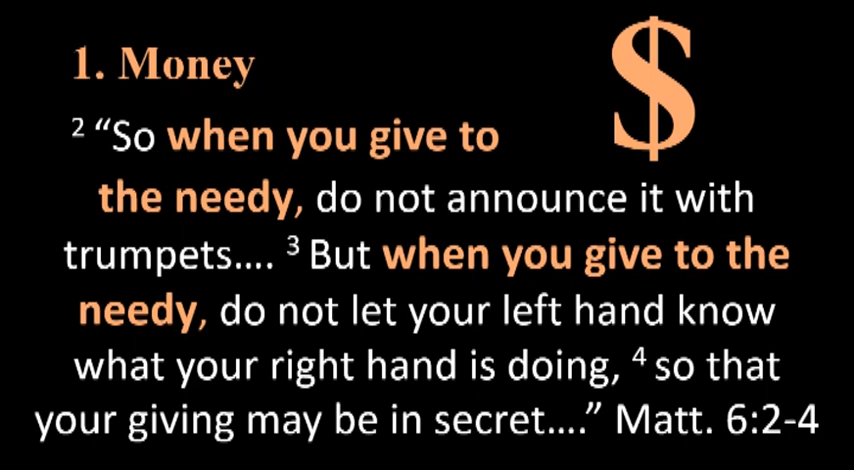 1. Money
$
² “So when you give to
the needy, do not announce it with
trumpets…. ³ But when you give to the
needy, do not let your left hand know
what your right hand is doing, ⁴ so that
your giving may be in secret….” Matt. 6:2-4